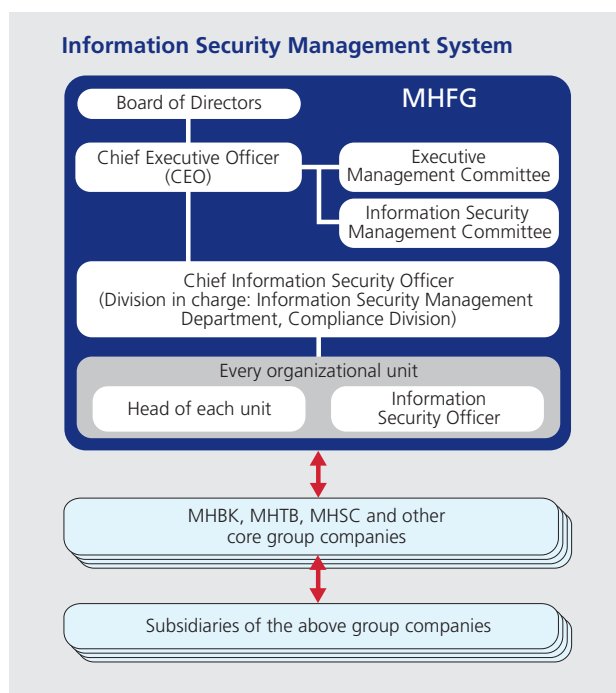 Information Security Management System
MHFG
Board of Directors
Chief Executive Officer
(CEO)
Executive
Management Committee
Information Security
Management Committee
Chief Information Security Officer
(Division in charge: Information Security Management
Department, Compliance Division)
Every organizational unit
Head of each unit
Information
Security Officer
MHBK, MHTB, MHSC and other
core group companies
Subsidiaries of the above group companies